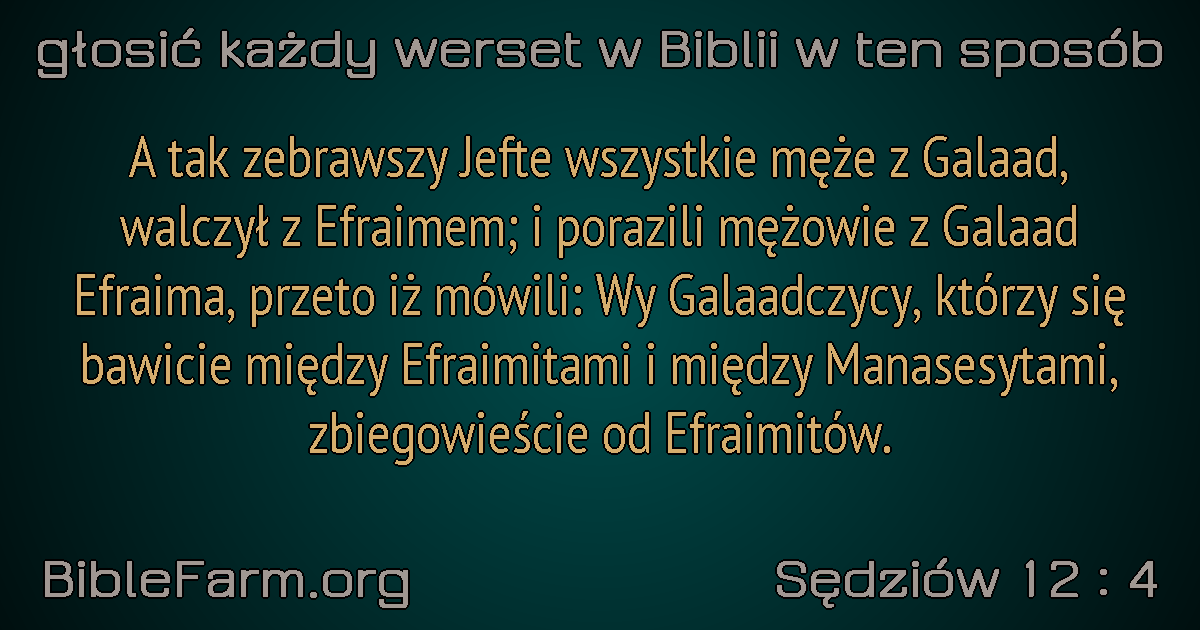 głosić każdy werset w Biblii w ten sposób
A tak zebrawszy Jefte wszystkie męże z Galaad,
walczył z Efraimem; i porazili mężowie z Galaad
Efraima, przeto iż mówili: Wy Galaadczycy, którzy się
bawicie między Efraimitami i między Manasesytami,
zbiegowieście od Efraimitów.
BibleFarm.org
Sędziów 12 : 4